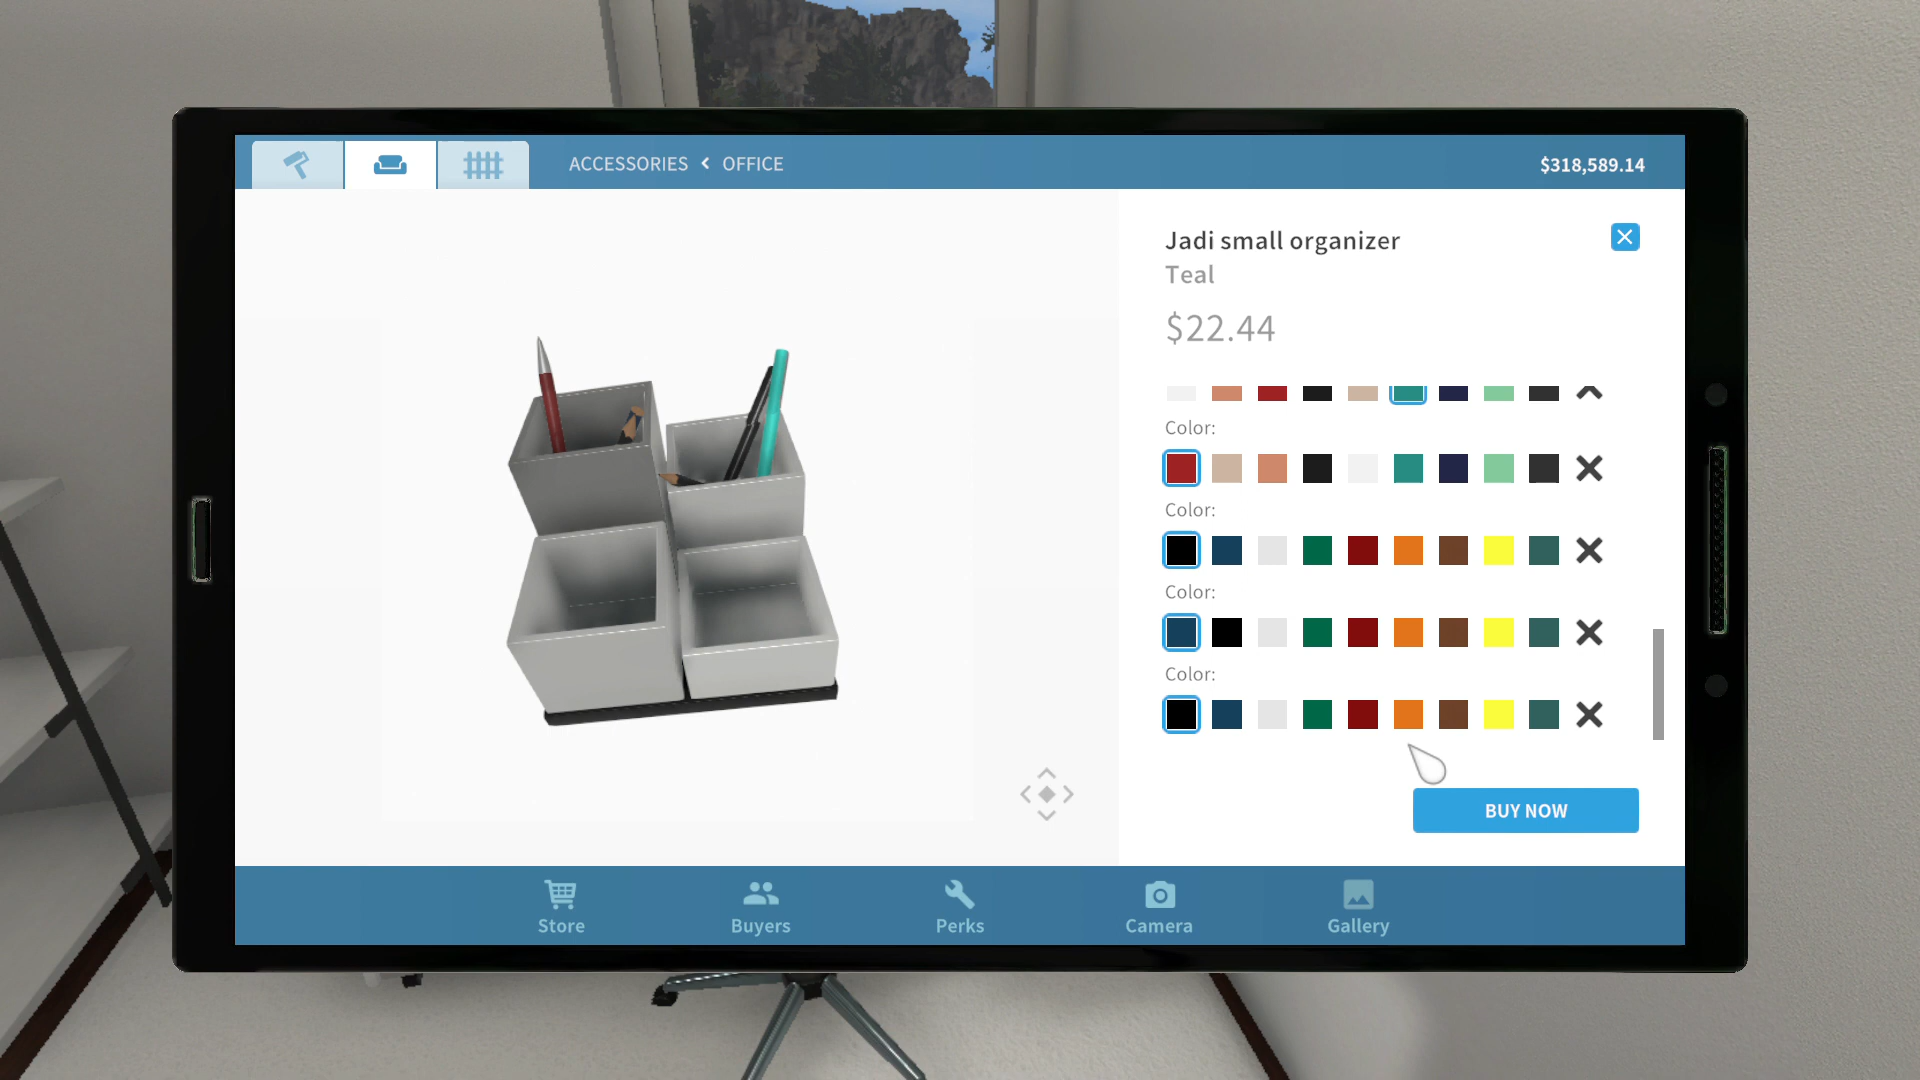 ACCESSORIES < OFFICE
$318,589.14
Jadi small organizer
Teal
$22.44
Color:
Color:
Color:
Color:
BUY NOW
Store
Buyers
Perks
Camera
Gallery